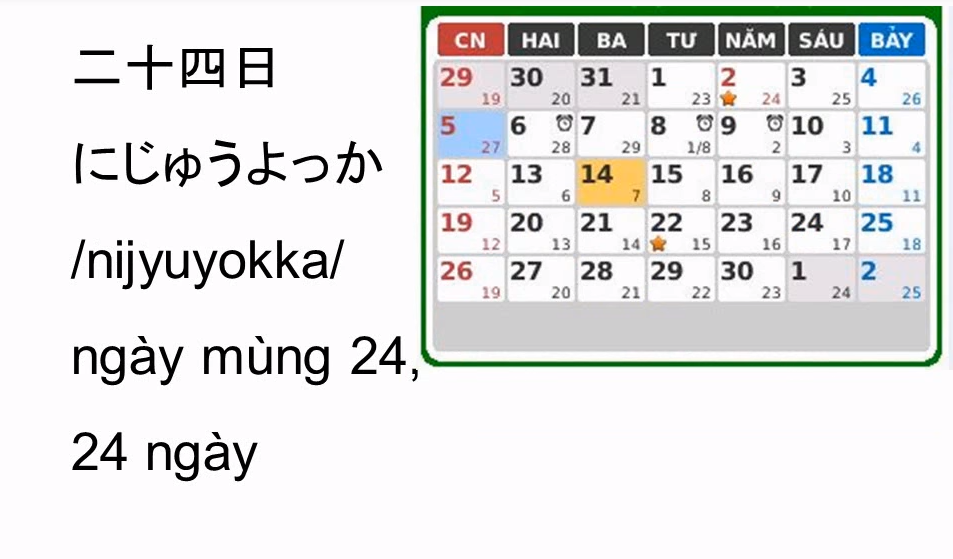 二十四日
にじゅうよっか
/nijyuyokka/
ngày mùng 24,
24 ngày
CN HAI BA TƯ NĂM SÁU BẢY
29 30 31 1 2 3 4
19 20 21 23 24 25 26
5 6 7 8 9 10 11
27 28 29 1/8 2 3 4
12 13 14 15 16 17 18
5 6 7 8 9 10 11
19 20 21 22 23 24 25
12 13 14 15 16 17 18
26 27 28 29 30 1 2
19 20 21 22 23 24 25